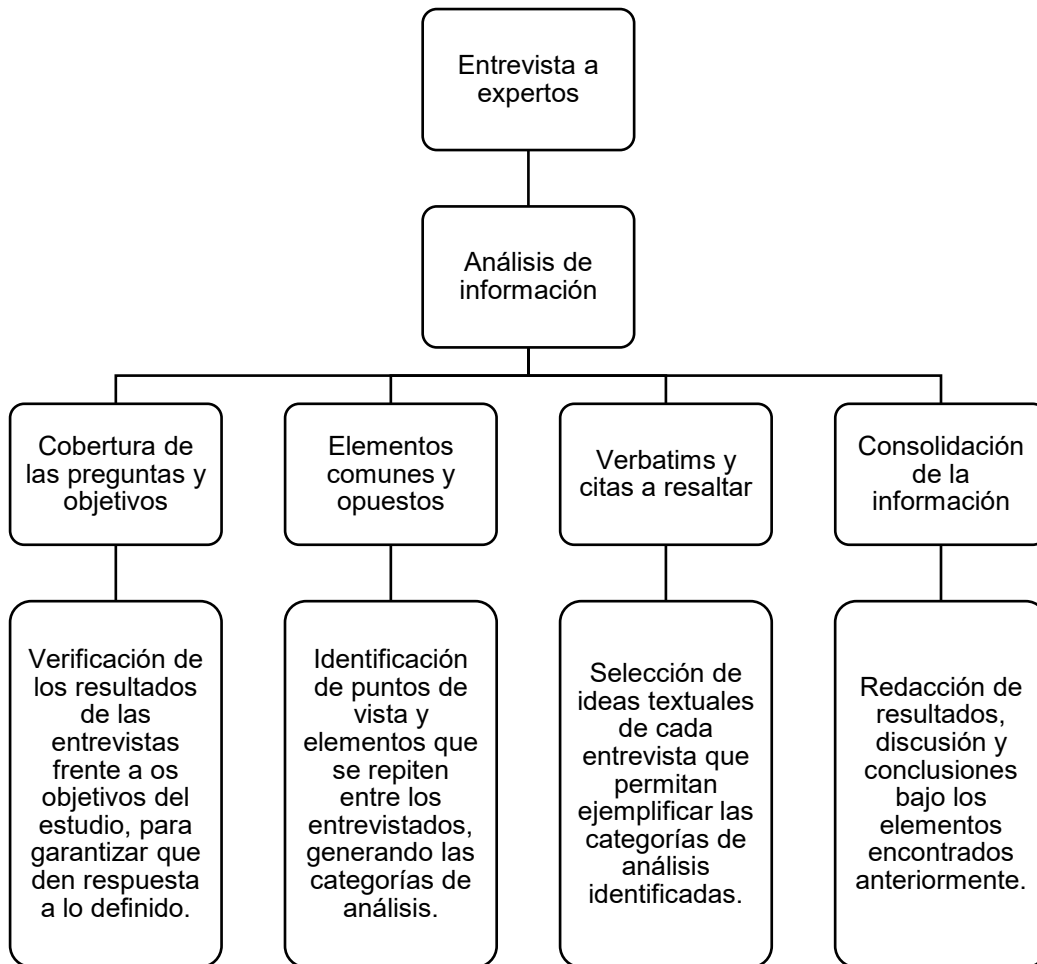 Entrevista a
expertos
Análisis de
información
Cobertura de
las preguntas y
objetivos
Elementos
comunes y
opuestos
Verbatims y
citas a resaltar
Consolidación
de la
información
Verificación de
los resultados
de las
entrevistas
frente a os
objetivos del
estudio, para
garantizar que
den respuesta
a lo definido.
Identificación
de puntos de
vista y
elementos que
se repiten
entre los
entrevistados,
generando las
categorías de
análisis.
Selección de
ideas textuales
de cada
entrevista que
permitan
ejemplificar las
categorías de
análisis
identificadas.
Redacción de
resultados,
discusión y
conclusiones
bajo los
elementos
encontrados
anteriormente.